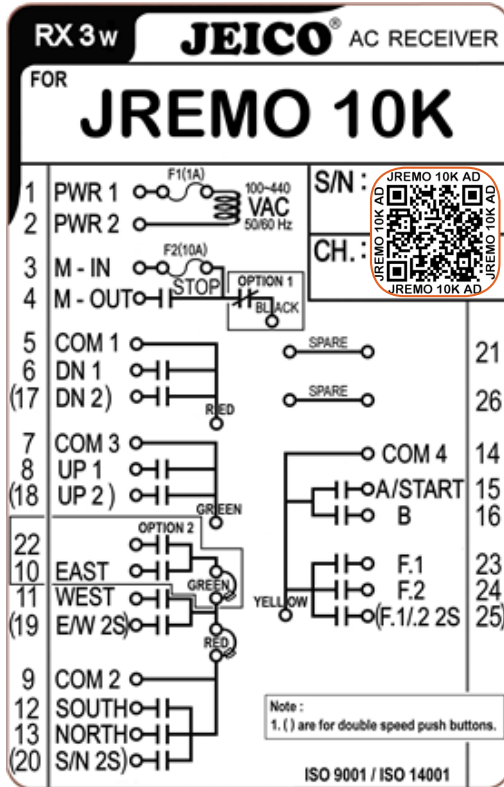 RX 3W JEICO® AC RECEIVER
FOR
JREMO 10K
S/N :
JREMO 10K AD
JREMO 10K AD
JREMO 10K AD
JREMO 10K AD
CH. :
1 PWR 1 F1(1A) 100~440
VAC
2 PWR 2 50/60 Hz
3 M - IN F2(10A)
STOP OPTION 1
4 M - OUT BLACK
5 COM 1
6 DN 1
(17 DN 2) RED
7 COM 3
8 UP 1
(18 UP 2) GREEN
OPTION 2
22
10 EAST GREEN
11 WEST
(19 E/W 2S) RED
9 COM 2
12 SOUTH
13 NORTH
(20 S/N 2S)
SPARE 21
SPARE 26
COM 4 14
A/START 15
B 16
F.1 23
F.2 24
YELLOW (F.1/.2 2S 25)
Note :
1. ( ) are for double speed push buttons.
ISO 9001 / ISO 14001